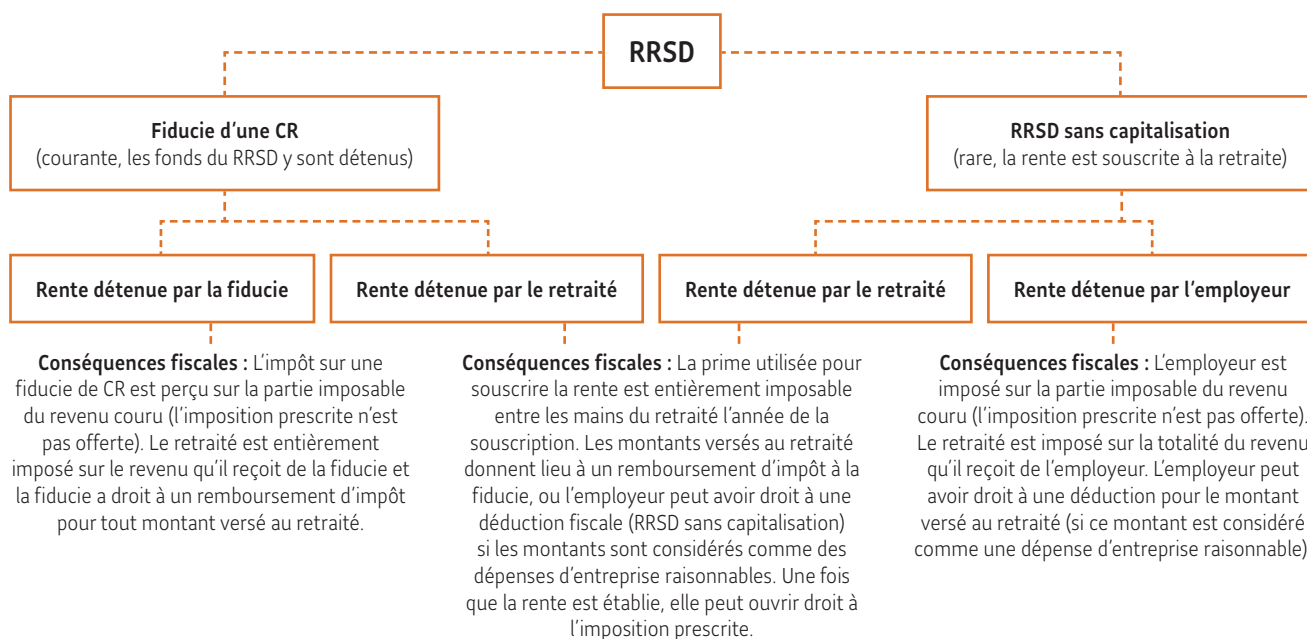 RRSD
Fiducie d'une CR
(courante, les fonds du RRSD y sont détenus)
RRSD sans capitalisation
(rare, la rente est souscrite à la retraite)
Rente détenue par la fiducie
Rente détenue par le retraité
Rente détenue par le retraité
Rente détenue par l'employeur
Conséquences fiscales : L'impôt sur une
fiducie de CR est perçu sur la partie imposable
du revenu couru (l'imposition prescrite n'est
pas offerte). Le retraité est entièrement
imposé sur le revenu qu'il reçoit de la fiducie et
la fiducie a droit à un remboursement d'impôt
pour tout montant versé au retraité.
Conséquences fiscales : La prime utilisée pour
souscrire la rente est entièrement imposable
entre les mains du retraité l'année de la
souscription. Les montants versés au retraité
donnent lieu à un remboursement d'impôt à la
fiducie, ou l'employeur peut avoir droit à une
déduction fiscale (RRSD sans capitalisation)
si les montants sont considérés comme des
dépenses d'entreprise raisonnables. Une fois
que la rente est établie, elle peut ouvrir droit à
l'imposition prescrite.
Conséquences fiscales : L'employeur est
imposé sur la partie imposable du revenu
couru (l'imposition prescrite n'est pas offerte).
Le retraité est imposé sur la totalité du revenu
qu'il reçoit de l'employeur. L'employeur peut
avoir droit à une déduction pour le montant
versé au retraité (si ce montant est considéré
comme une dépense d'entreprise raisonnable)